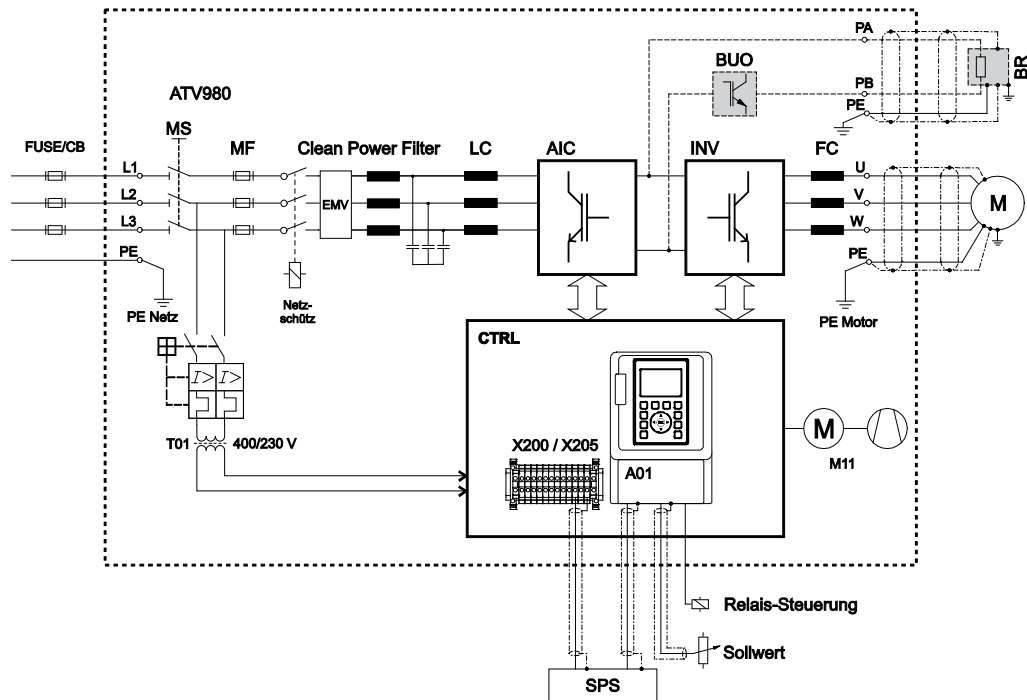 PA
BUO
BR
PB
ATV980
PE
MS
FUSE/CB
MF
Clean Power Filter
LC
AIC
INV
FC
L1
U
L2
EMV
V
M
L3
W
PE
PE
Netz-
schütz
PE Netz
PE Motor
CTRL
I>
I>
T01
400/230 V
X200 / X205
A01
M
M11
Relais-Steuerung
Sollwert
SPS